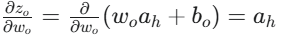 ∂z_o/∂w_o = ∂/∂w_o (w_o a_h + b_o) = a_h